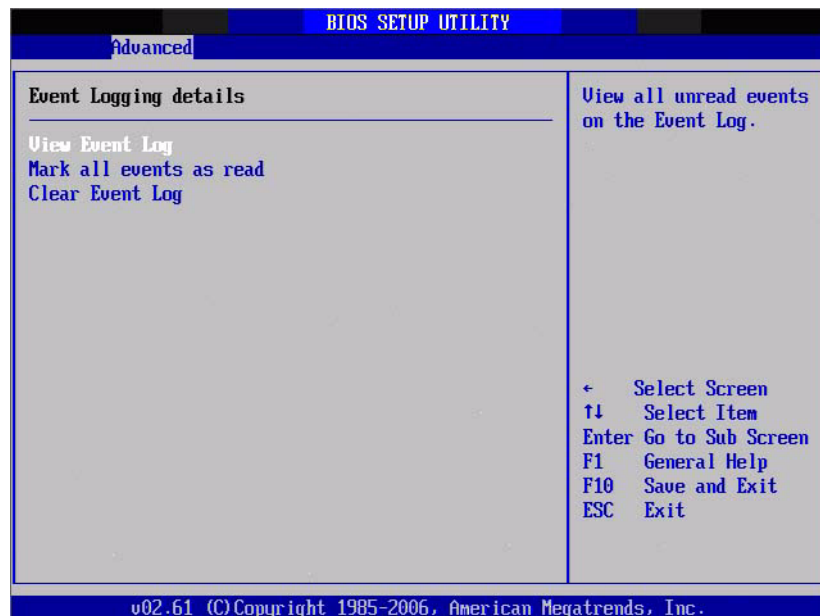 BIOS SETUP UTILITY
Advanced
Event Logging details
View Event Log
Mark all events as read
Clear Event Log
View all unread events
on the Event Log.
← Select Screen
↑↓ Select Item
Enter Go to Sub Screen
F1 General Help
F10 Save and Exit
ESC Exit
v02.61 (C)Copyright 1985-2006, American Megatrends, Inc.